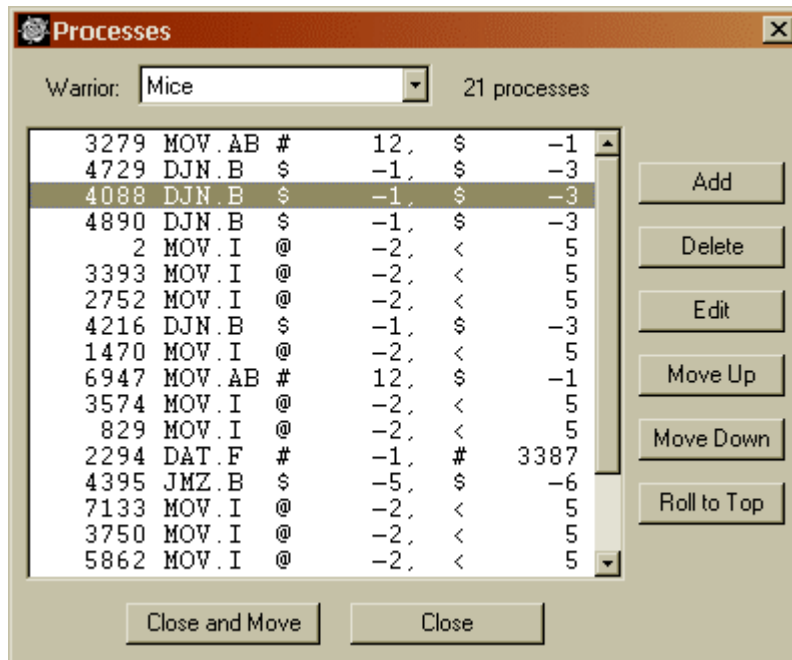 Processes
Warrior: Mice 21 processes
3279 MOV.AB # 12, $ -1
4729 DJN.B $ -1, $ -3
4088 DJN.B $ -1, $ -3
4890 DJN.B $ -1, $ -3
2 MOV.I @ -2, < 5
3393 MOV.I @ -2, < 5
2752 MOV.I @ -2, < 5
4216 DJN.B $ -1, $ -3
1470 MOV.I @ -2, < 5
6947 MOV.AB # 12, $ -1
3574 MOV.I @ -2, < 5
829 MOV.I @ -2, < 5
2294 DAT.F # -1, # 3387
4395 JMZ.B $ -5, $ -6
7133 MOV.I @ -2, < 5
3750 MOV.I @ -2, < 5
5862 MOV.I @ -2, < 5
Add
Delete
Edit
Move Up
Move Down
Roll to Top
Close and Move
Close